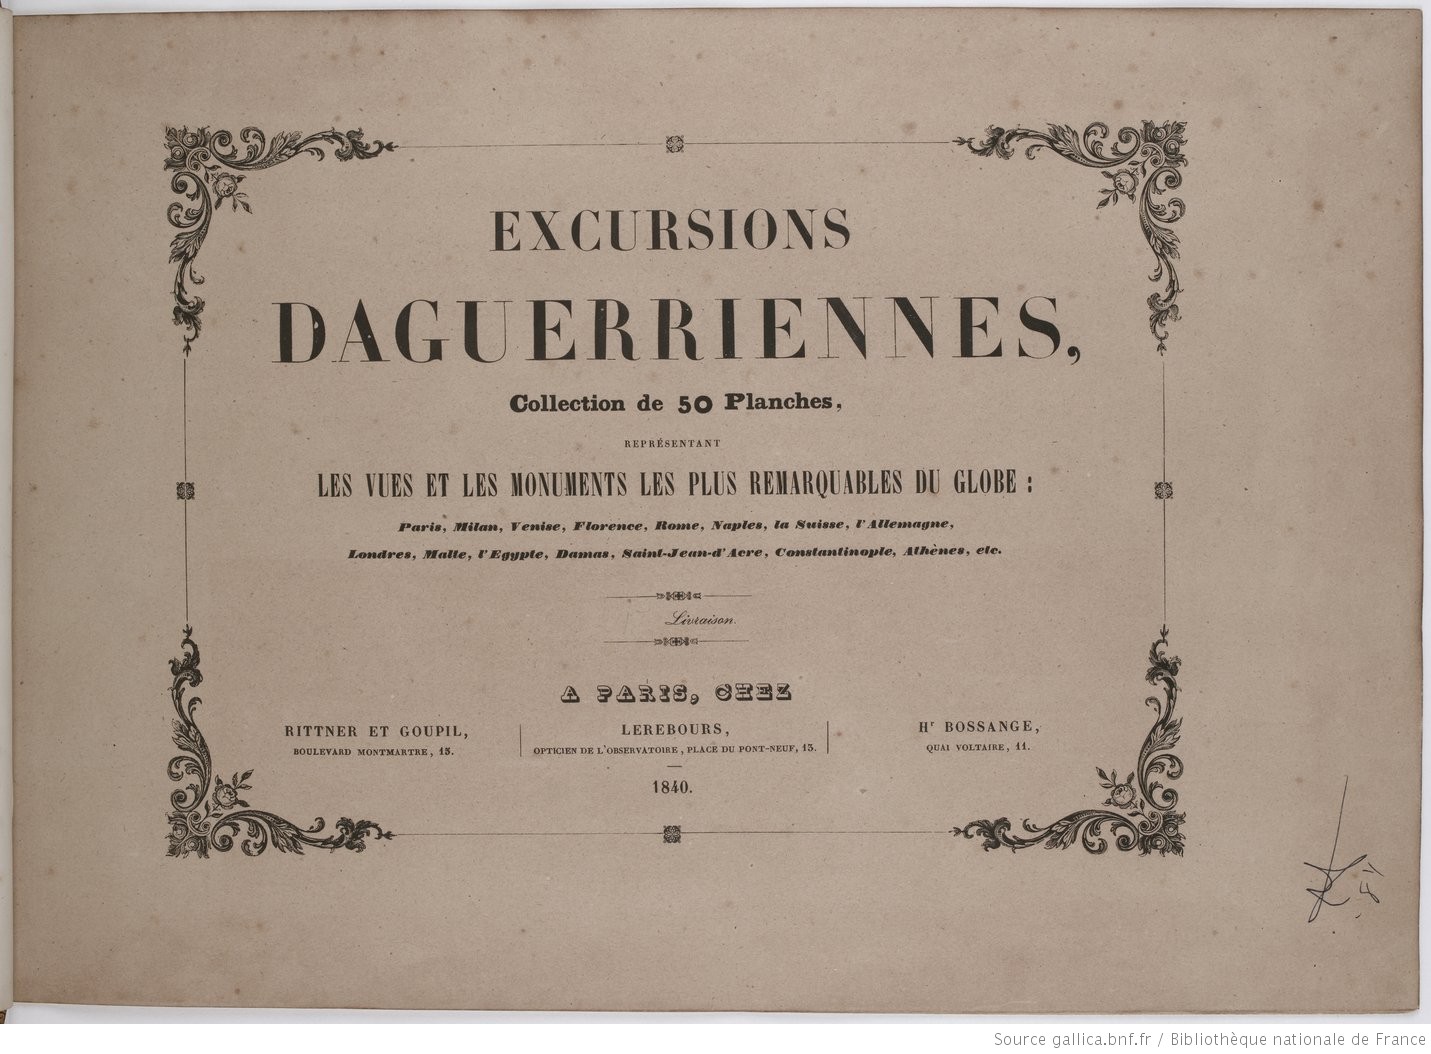 EXCURSIONS
DAGUERRIENNES,
Collection de 50 Planches,
REPRÉSENTANT
LES VUES ET LES MONUMENTS LES PLUS REMARQUABLES DU GLOBE :
Paris, Milan, Venise, Florence, Rome, Naples, la Suisse, l'Allemagne,
Londres, Malte, l'Egypte, Damas, Saint-Jean-d'Acre, Constantinople, Athènes, etc.
Livraison.
A PARIS, CHEZ
RITTNER ET GOUPIL,
BOULEVARD MONTMARTRE, 15.
LEREBOURS,
OPTICIEN DE L'OBSERVATOIRE, PLACE DU PONT-NEUF, 13.
Hr BOSSANGE,
QUAI VOLTAIRE, 11.
1840.
Source gallica.bnf.fr / Bibliothèque nationale de France